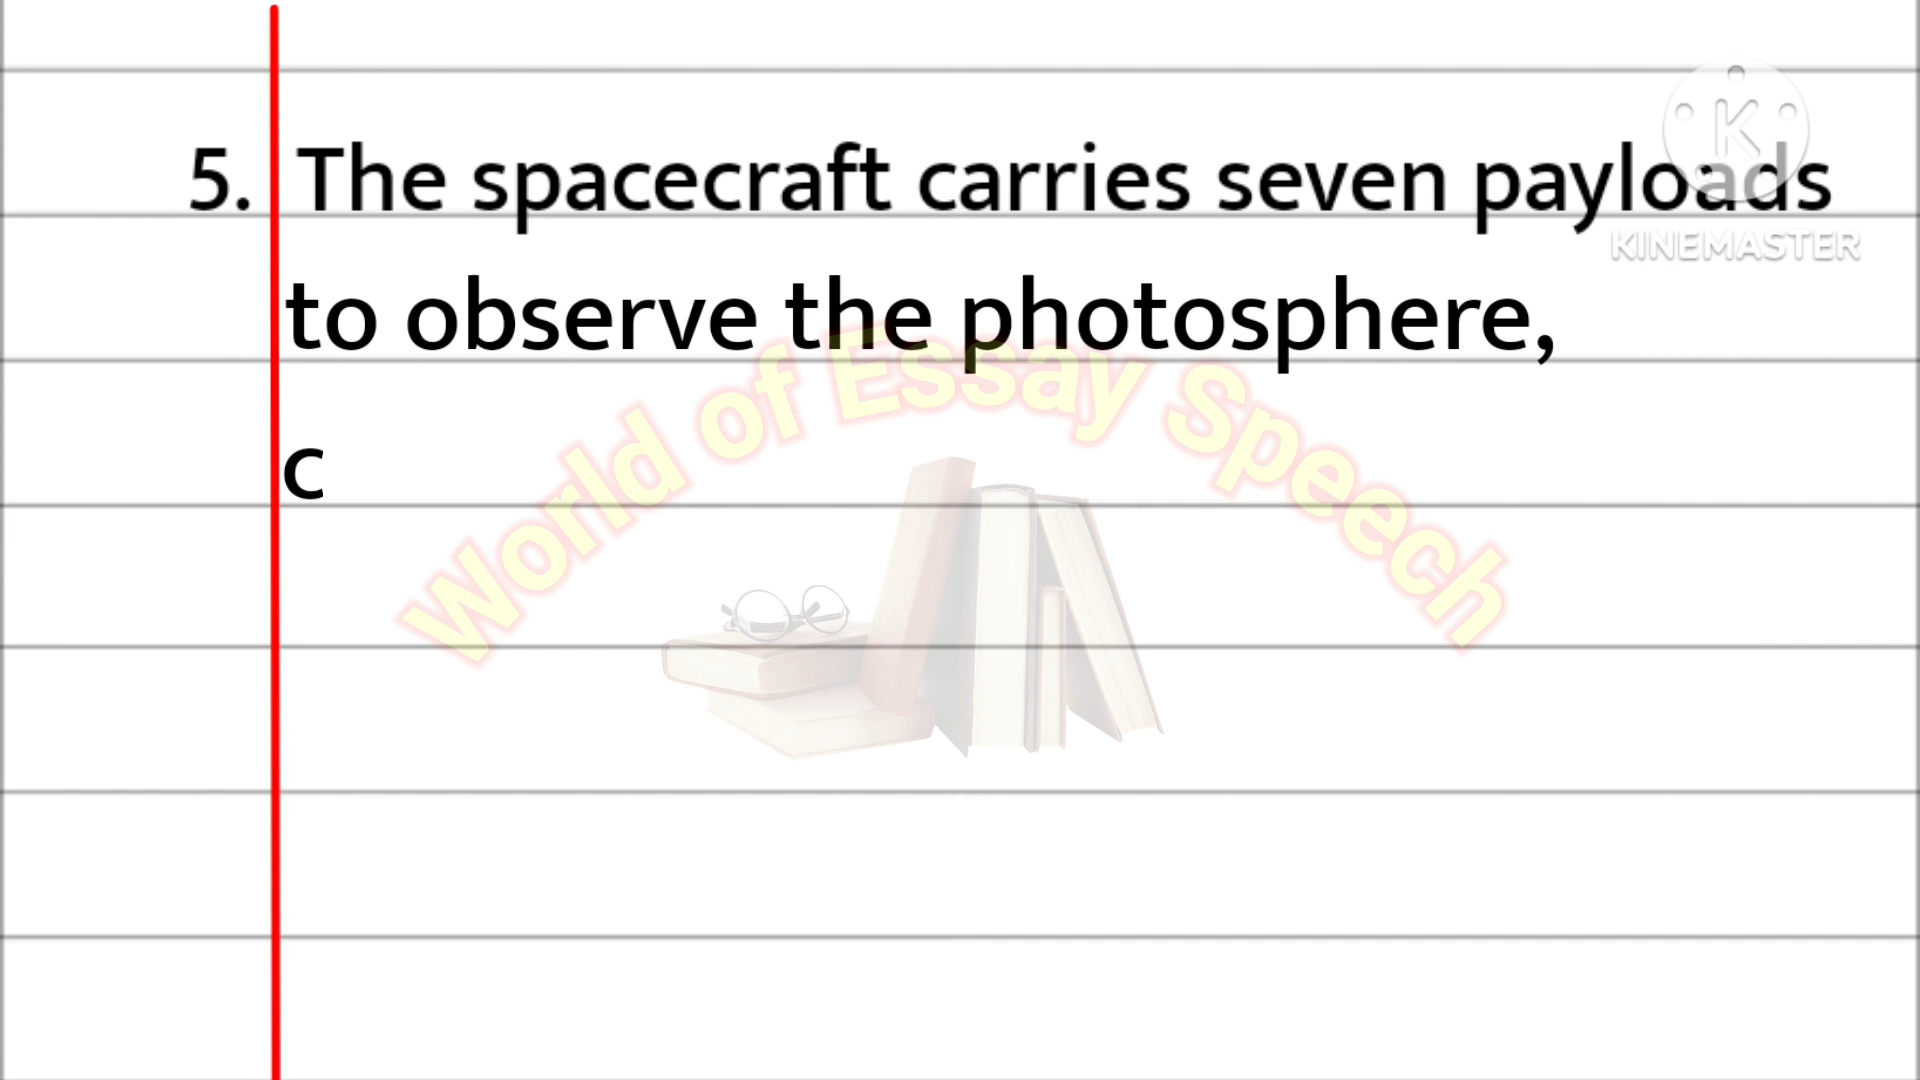 5. The spacecraft carries seven payloads
KINEMASTER
to observe the photosphere,
c
World of Essay Speech